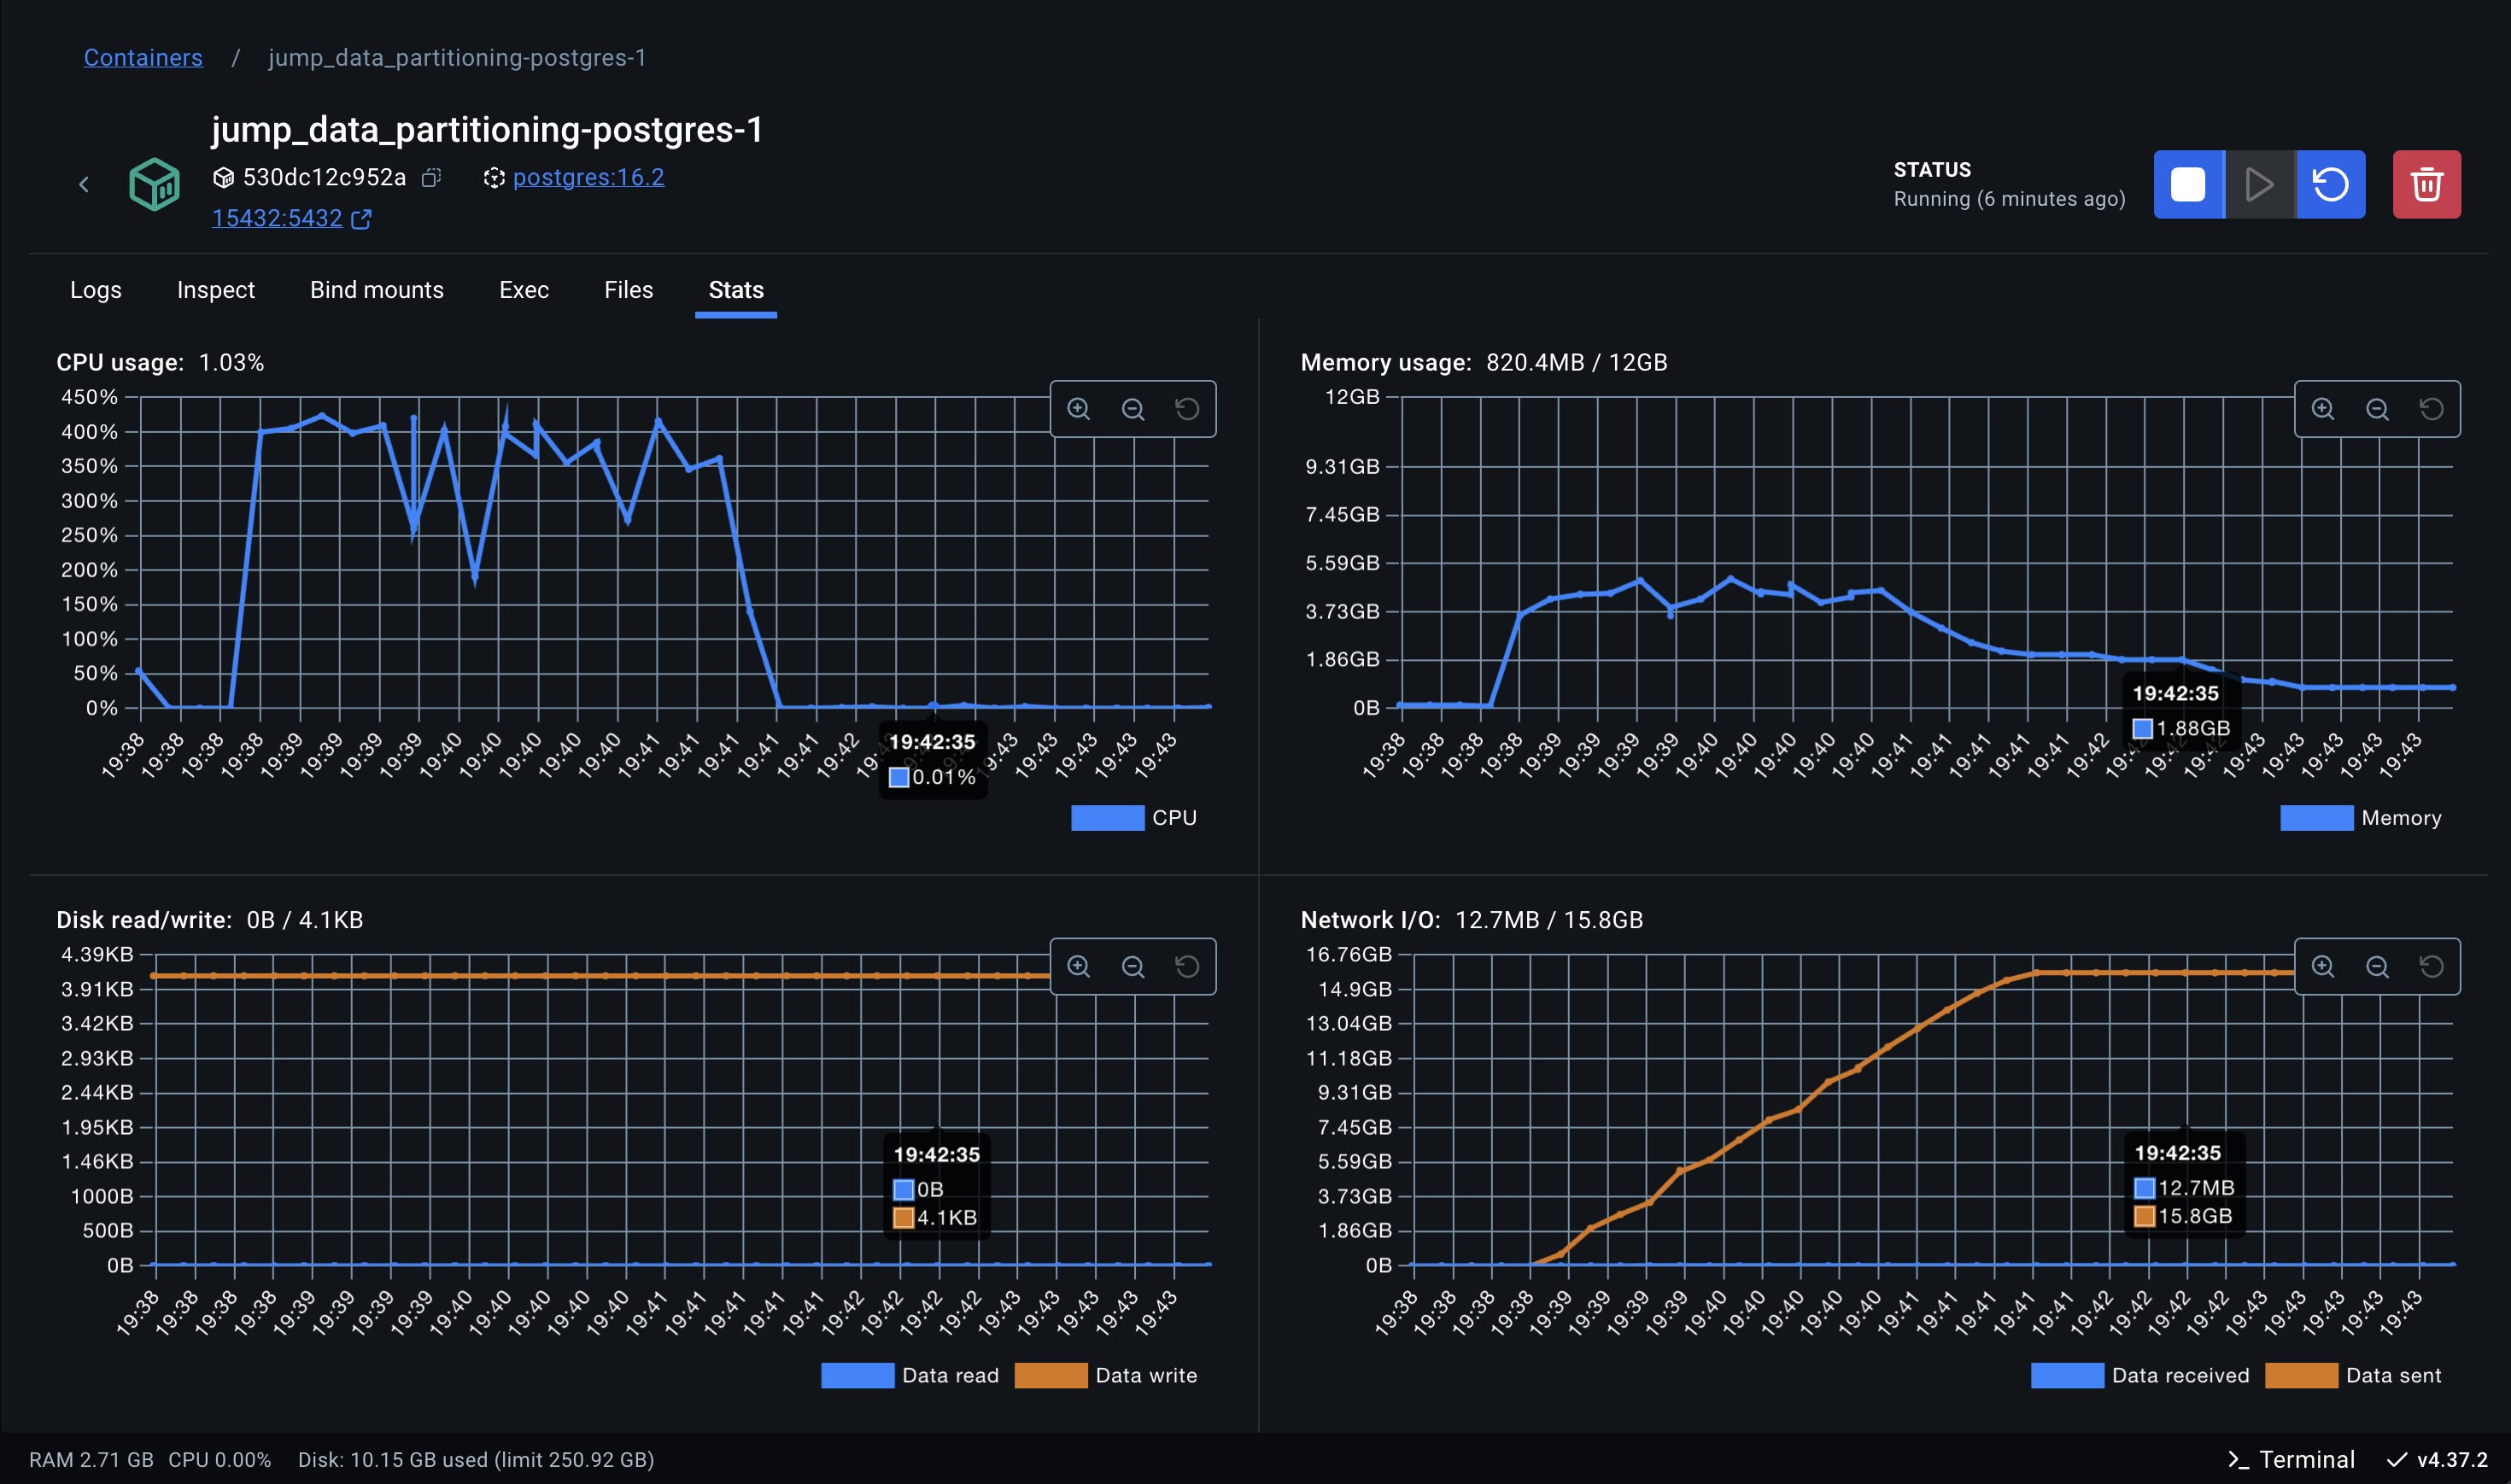 Containers / jump_data_partitioning-postgres-1
jump_data_partitioning-postgres-1
530dc12c952a postgres:16.2
15432:5432
STATUS
Running (6 minutes ago)
Logs Inspect Bind mounts Exec Files Stats
CPU usage: 1.03%
450%
400%
350%
300%
250%
200%
150%
100%
50%
0%
19:38 19:38 19:38 19:38 19:39 19:39 19:39 19:39 19:40 19:40 19:40 19:40 19:40 19:41 19:41 19:41 19:41 19:41 19:42 19:43 19:43 19:43 19:43 19:43
19:42:35
0.01%
CPU
Memory usage: 820.4MB / 12GB
12GB
9.31GB
7.45GB
5.59GB
3.73GB
1.86GB
0B
19:38 19:38 19:38 19:38 19:39 19:39 19:39 19:39 19:40 19:40 19:40 19:40 19:40 19:41 19:41 19:41 19:41 19:41 19:42 19:42 19:42 19:42 19:43 19:43 19:43 19:43 19:43
19:42:35
1.88GB
Memory
Disk read/write: 0B / 4.1KB
4.39KB
3.91KB
3.42KB
2.93KB
2.44KB
1.95KB
1.46KB
1000B
500B
0B
19:38 19:38 19:38 19:38 19:39 19:39 19:39 19:39 19:40 19:40 19:40 19:40 19:40 19:41 19:41 19:41 19:41 19:41 19:42 19:42 19:42 19:42 19:43 19:43 19:43 19:43 19:43
19:42:35
0B
4.1KB
Data read Data write
Network I/O: 12.7MB / 15.8GB
16.76GB
14.9GB
13.04GB
11.18GB
9.31GB
7.45GB
5.59GB
3.73GB
1.86GB
0B
19:38 19:38 19:38 19:38 19:39 19:39 19:39 19:39 19:40 19:40 19:40 19:40 19:40 19:41 19:41 19:41 19:41 19:41 19:42 19:42 19:42 19:42 19:43 19:43 19:43 19:43 19:43
19:42:35
12.7MB
15.8GB
Data received Data sent
RAM 2.71 GB CPU 0.00% Disk: 10.15 GB used (limit 250.92 GB)
Terminal v4.37.2